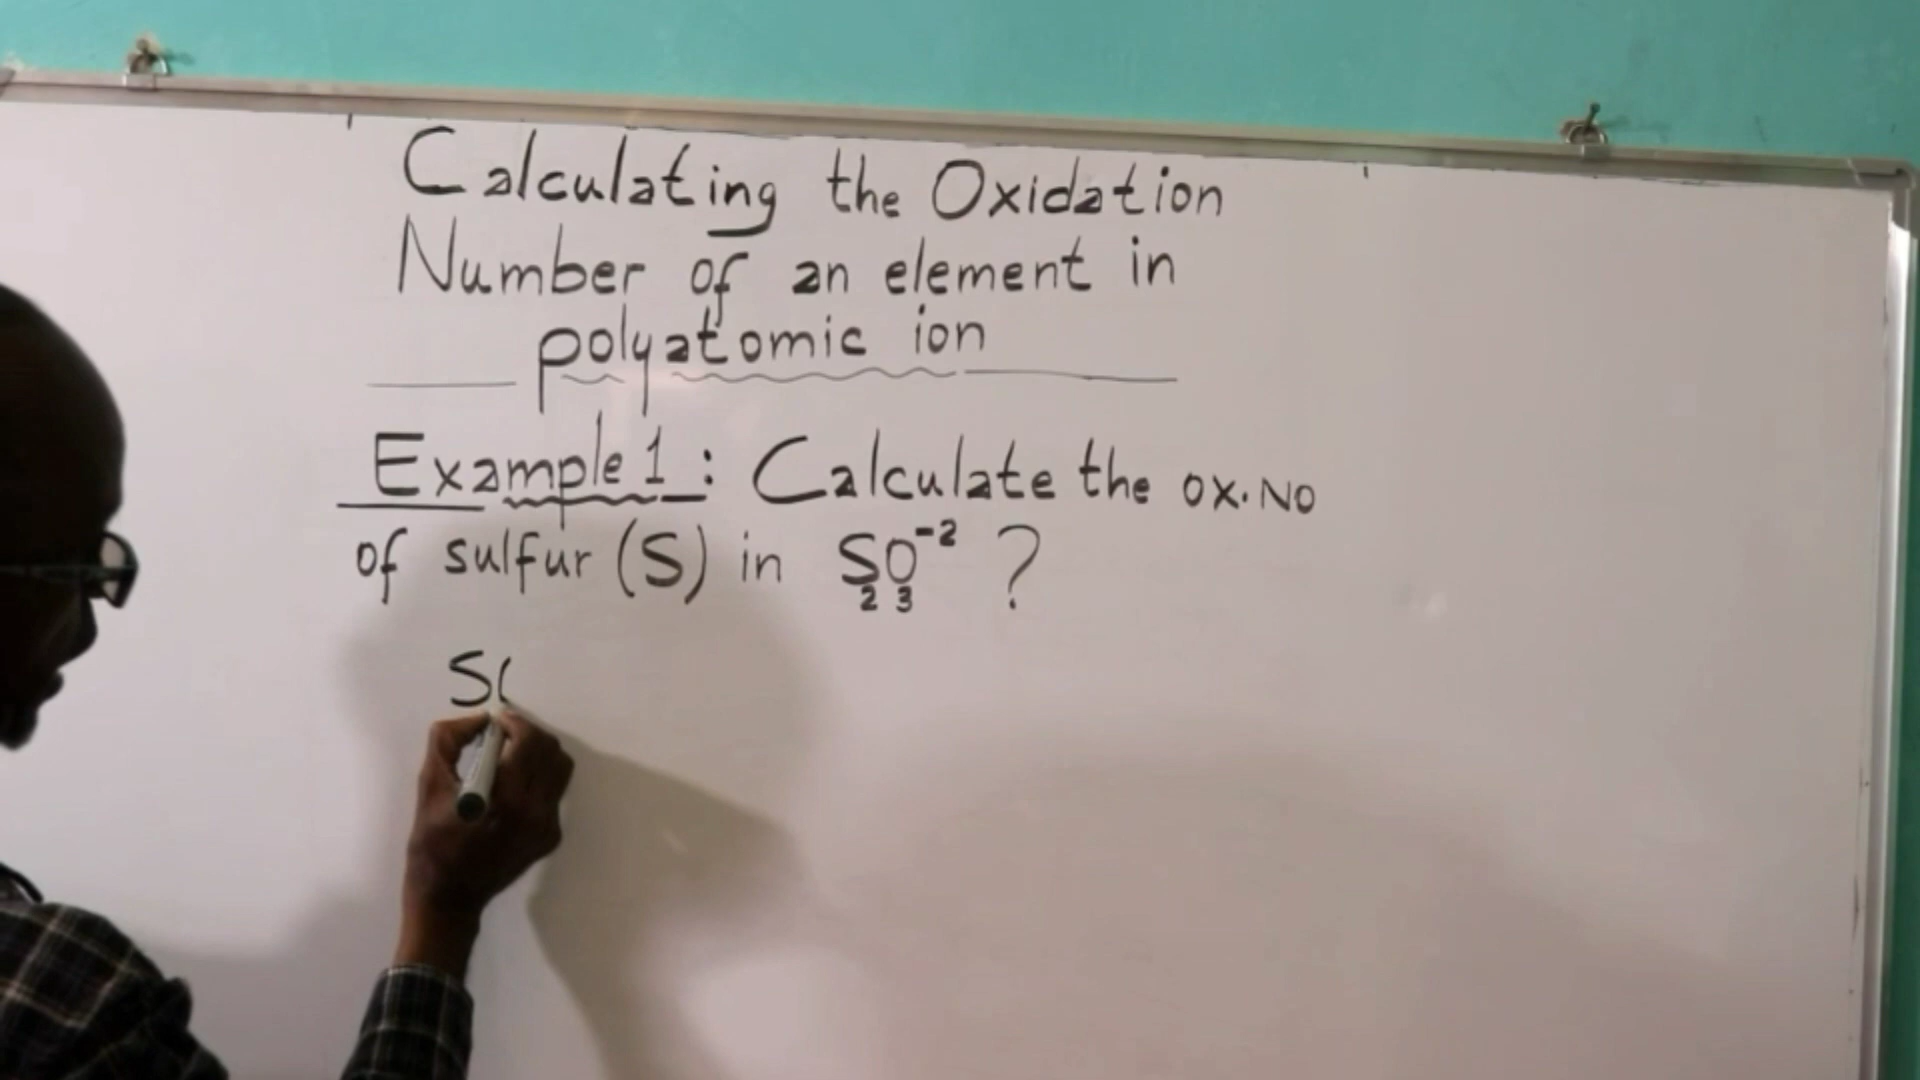 Calculating the Oxidation
Number of an element in
polyatomic ion
Example 1: Calculate the OX.NO
of sulfur (S) in S₂O₃⁻² ?
S(